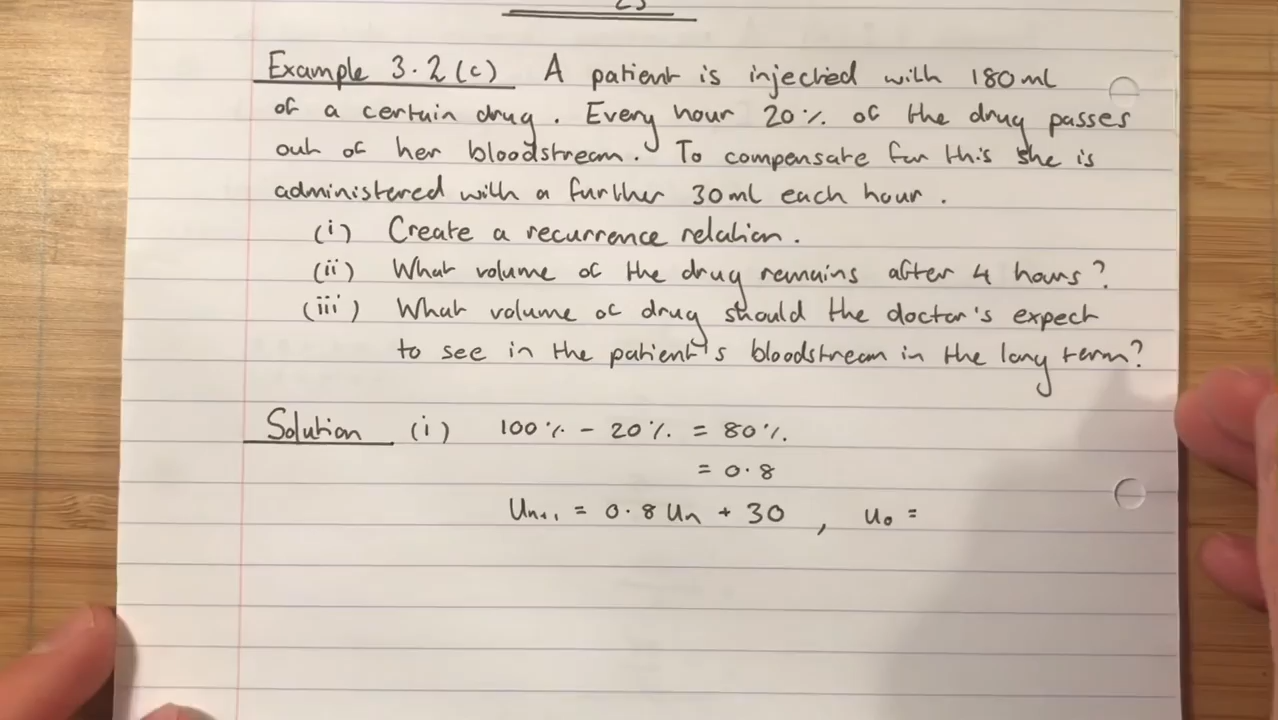 25
Example 3.2(c) A patient is injected with 180ml
of a certain drug. Every hour 20% of the drug passes
out of her bloodstream. To compensate for this she is
administered with a further 30ml each hour.
(i) Create a recurrence relation.
(ii) What volume of the drug remains after 4 hours?
(iii) What volume of drug should the doctor's expect
to see in the patient's bloodstream in the long term?
Solution (i) 100% - 20% = 80%.
= 0.8
Un+1 = 0.8Un + 30 , u0 =